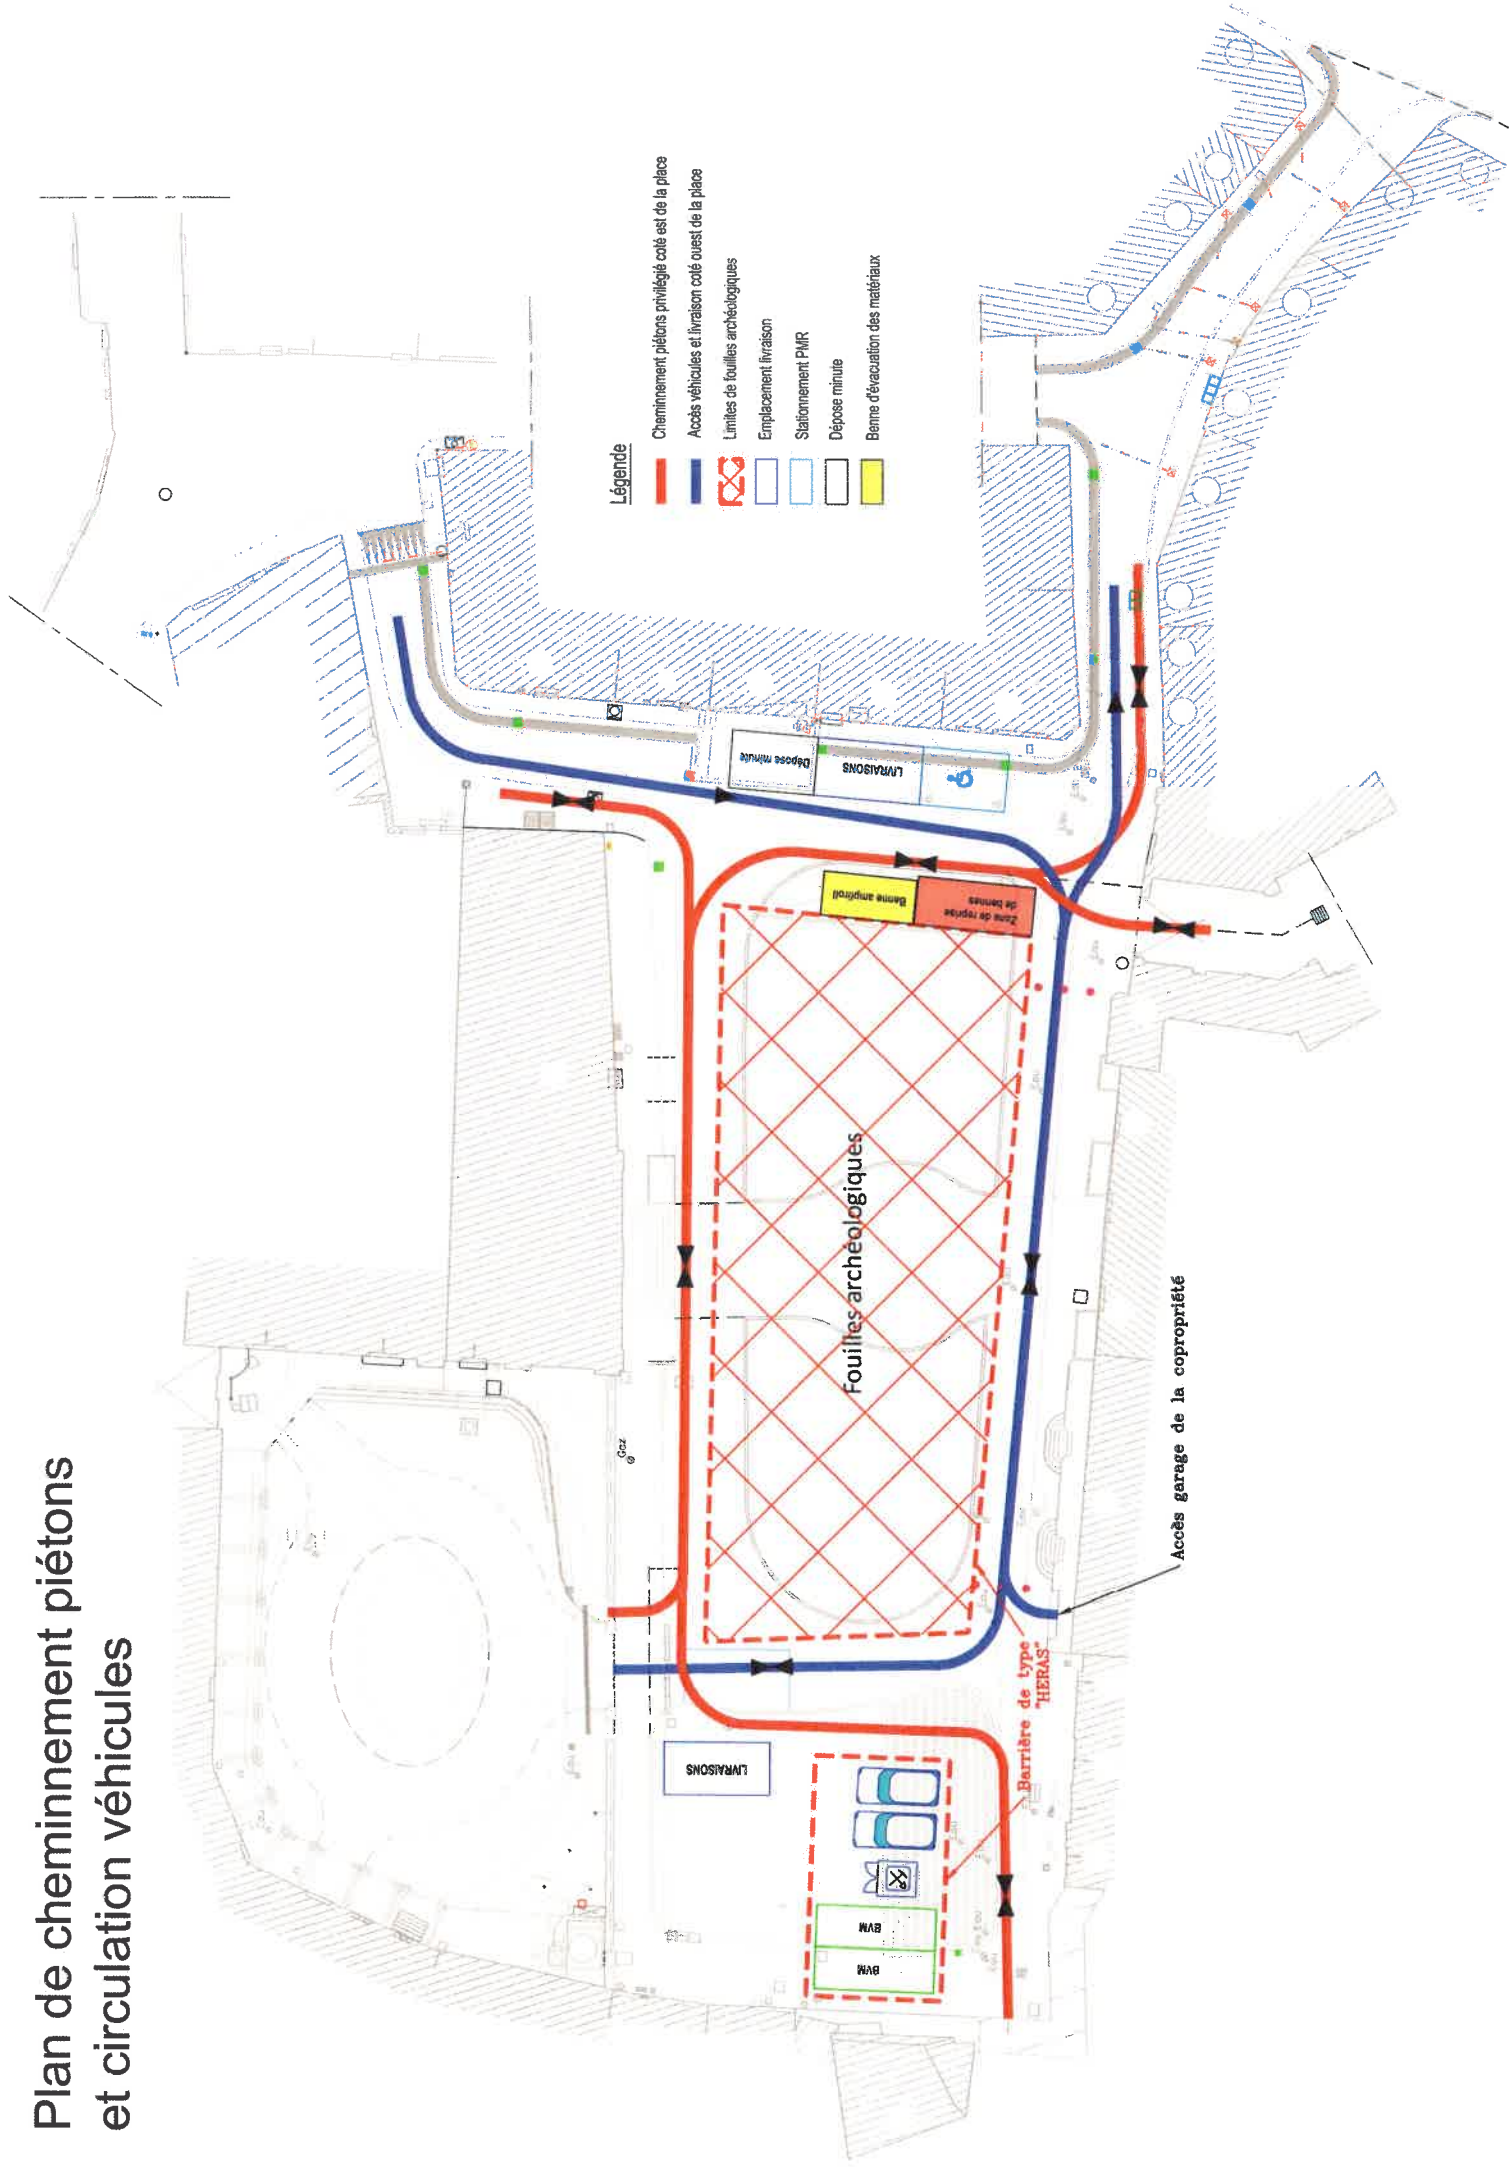 Plan de cheminnement piétons
et circulation véhicules
Légende
Cheminnement piétons privilégié coté est de la place
Accés véhicules et livraison coté ouest de la place
Limites de fouilles archéologiques
Emplacement livraison
Stationnement PMR
Dépose minute
Benne d'évacuation des matériaux
Dépose minute
LIVRAISONS
Benne ampliroll
Zone de reprise
de bennes
Fouilles archéologiques
Gaz
Accès garage de la copropriété
Barrière de type
"HERAS"
LIVRAISONS
BVM
BVM